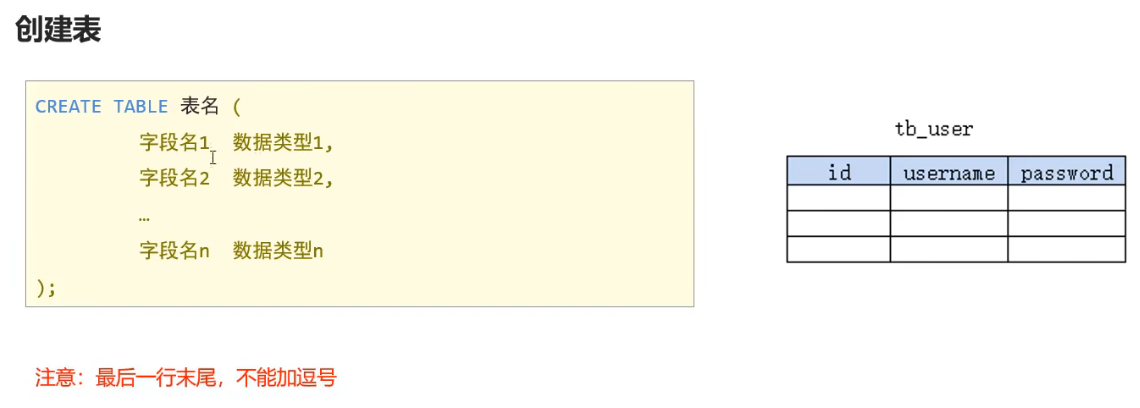 创建表
CREATE TABLE 表名 (
字段名1 数据类型1,
字段名2 数据类型2,
…
字段名n 数据类型n
);
tb_user
id username password
注意：最后一行末尾，不能加逗号